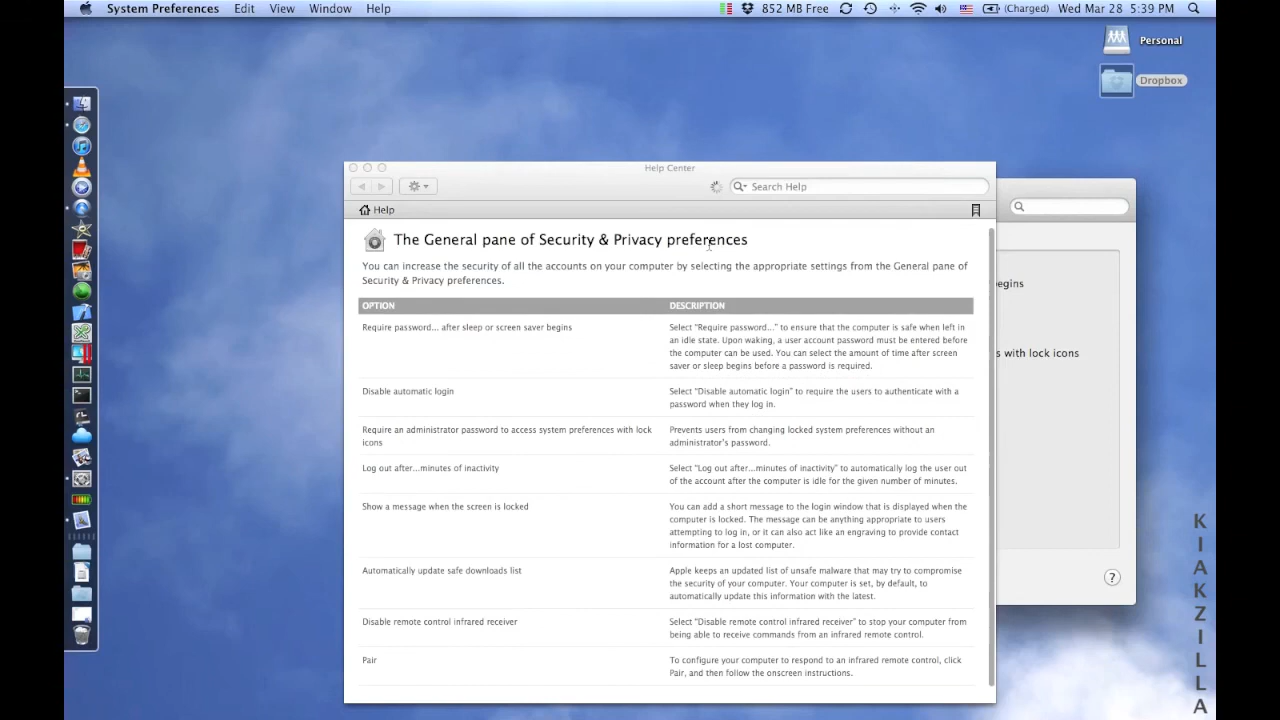 System Preferences Edit View Window Help 852 MB Free (Charged) Wed Mar 28 5:39 PM
Personal
Dropbox
Help Center
Search Help
Help
The General pane of Security & Privacy preferences
You can increase the security of all the accounts on your computer by selecting the appropriate settings from the General pane of
Security & Privacy preferences.
OPTION DESCRIPTION
Require password... after sleep or screen saver begins
Select “Require password...” to ensure that the computer is safe when left in
an idle state. Upon waking, a user account password must be entered before
the computer can be used. You can select the amount of time after screen
saver or sleep begins before a password is required.
Disable automatic login
Select “Disable automatic login” to require the users to authenticate with a
password when they log in.
Require an administrator password to access system preferences with lock
icons
Prevents users from changing locked system preferences without an
administrator’s password.
Log out after...minutes of inactivity
Select “Log out after...minutes of inactivity” to automatically log the user out
of the account after the computer is idle for the given number of minutes.
Show a message when the screen is locked
You can add a short message to the login window that is displayed when the
computer is locked. The message can be anything appropriate to users
attempting to log in, or it can also act like an engraving to provide contact
information for a lost computer.
Automatically update safe downloads list
Apple keeps an updated list of unsafe malware that may try to compromise
the security of your computer. Your computer is set, by default, to
automatically update this information with the latest.
Disable remote control infrared receiver
Select “Disable remote control infrared receiver” to stop your computer from
being able to receive commands from an infrared remote control.
Pair
To configure your computer to respond to an infrared remote control, click
Pair, and then follow the onscreen instructions.
egins
s with lock icons
?
KIAKZILLA